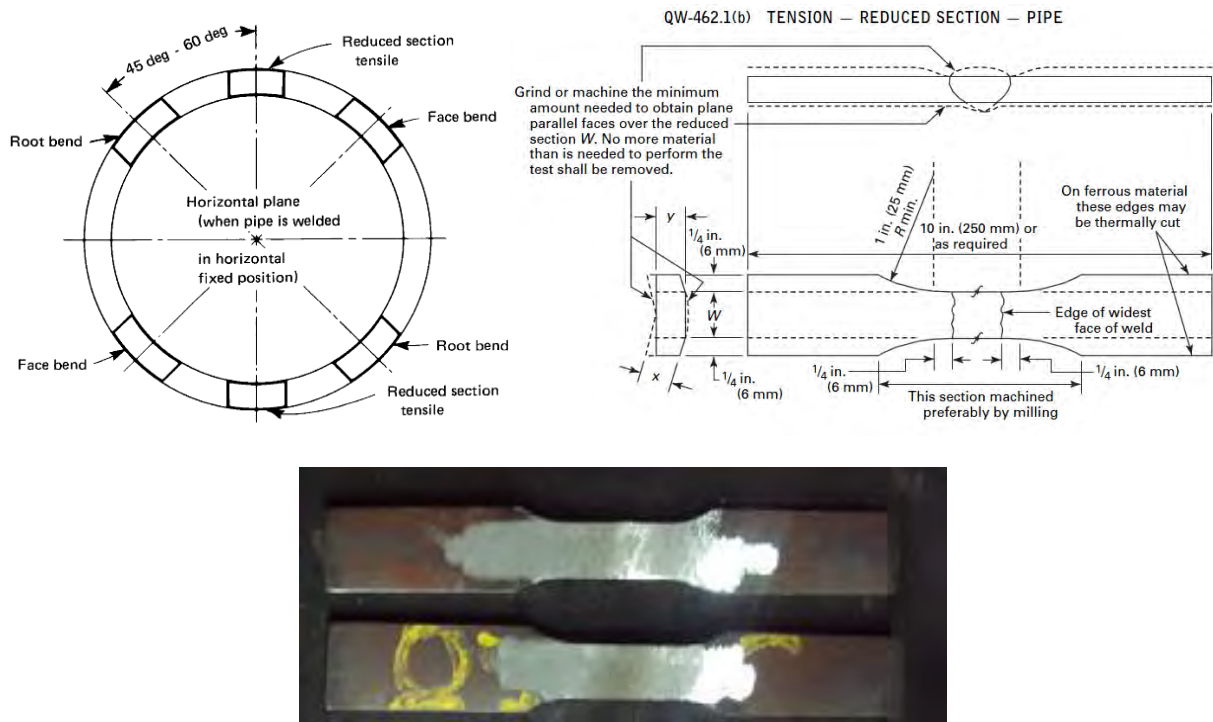 QW-462.1(b) TENSION — REDUCED SECTION — PIPE
45 deg - 60 deg
Reduced section
tensile
Root bend
Face bend
Horizontal plane
(when pipe is welded
in horizontal
fixed position)
Face bend
Root bend
Reduced section
tensile
Grind or machine the minimum
amount needed to obtain plane
parallel faces over the reduced
section W. No more material
than is needed to perform the
test shall be removed.
1 in. (25 mm)
R min.
On ferrous material
these edges may
be thermally cut
y
1/4 in.
(6 mm)
10 in. (250 mm) or
as required
W
Edge of widest
face of weld
x
1/4 in.
(6 mm)
1/4 in.
(6 mm)
1/4 in. (6 mm)
This section machined
preferably by milling